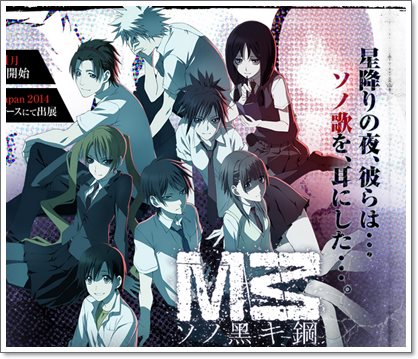 星降りの夜、彼らは…
ソノ歌を、耳にした…。
開始
apan 2014
ースにて出展
M3
ソノ黒キ鋼